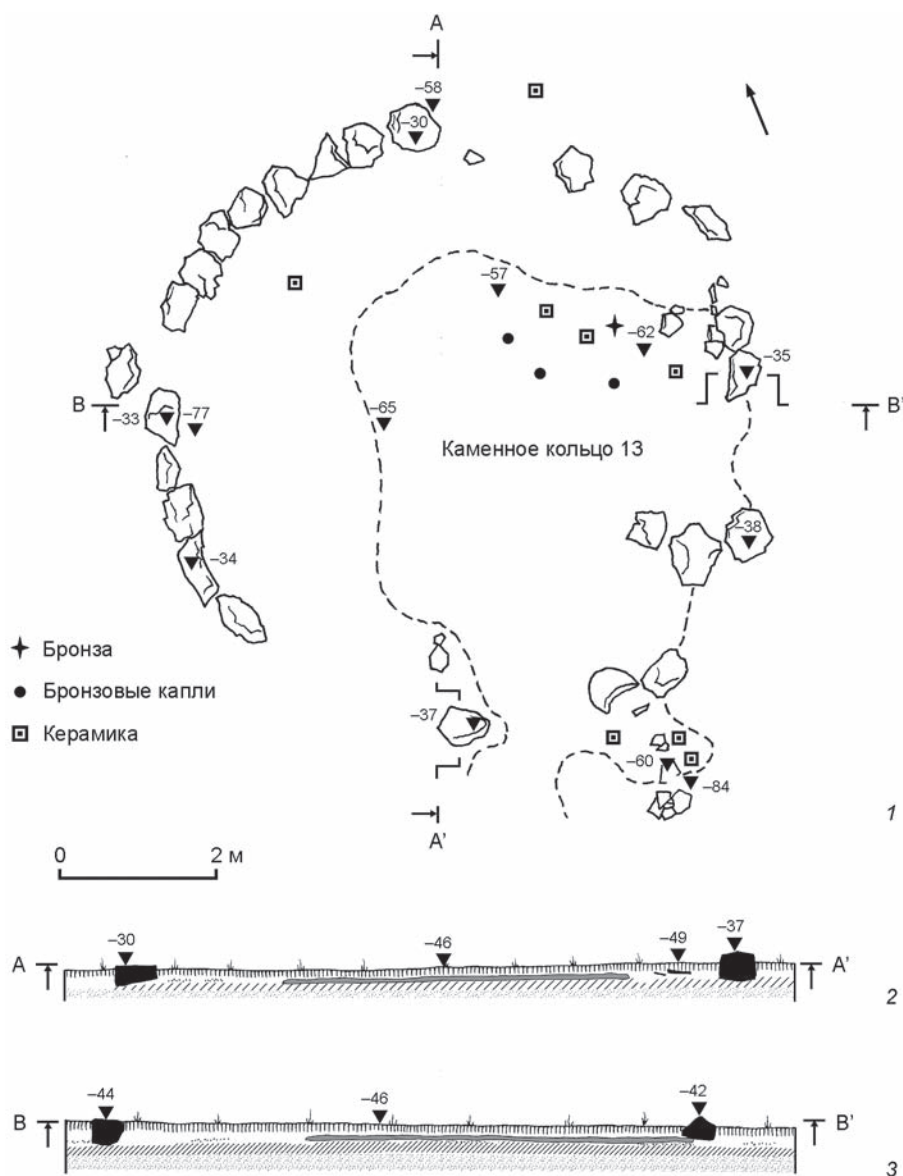 A
–58
–30
–57
–62
–35
B
–33
–77
–65
B'
Каменное кольцо 13
–38
–34
Бронза
Бронзовые капли
Керамика
–37
–60
–84
A'
1
0 2 м
–30
–46
–49
–37
A
A'
2
–44
–46
–42
B
B'
3